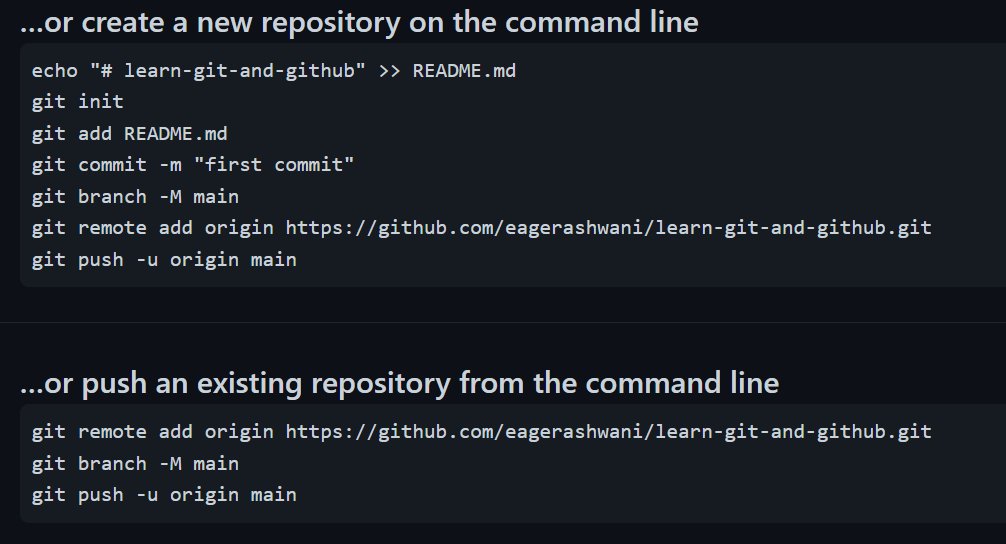 …or create a new repository on the command line
echo "# learn-git-and-github" >> README.md
git init
git add README.md
git commit -m "first commit"
git branch -M main
git remote add origin https://github.com/eagerashwani/learn-git-and-github.git
git push -u origin main
…or push an existing repository from the command line
git remote add origin https://github.com/eagerashwani/learn-git-and-github.git
git branch -M main
git push -u origin main